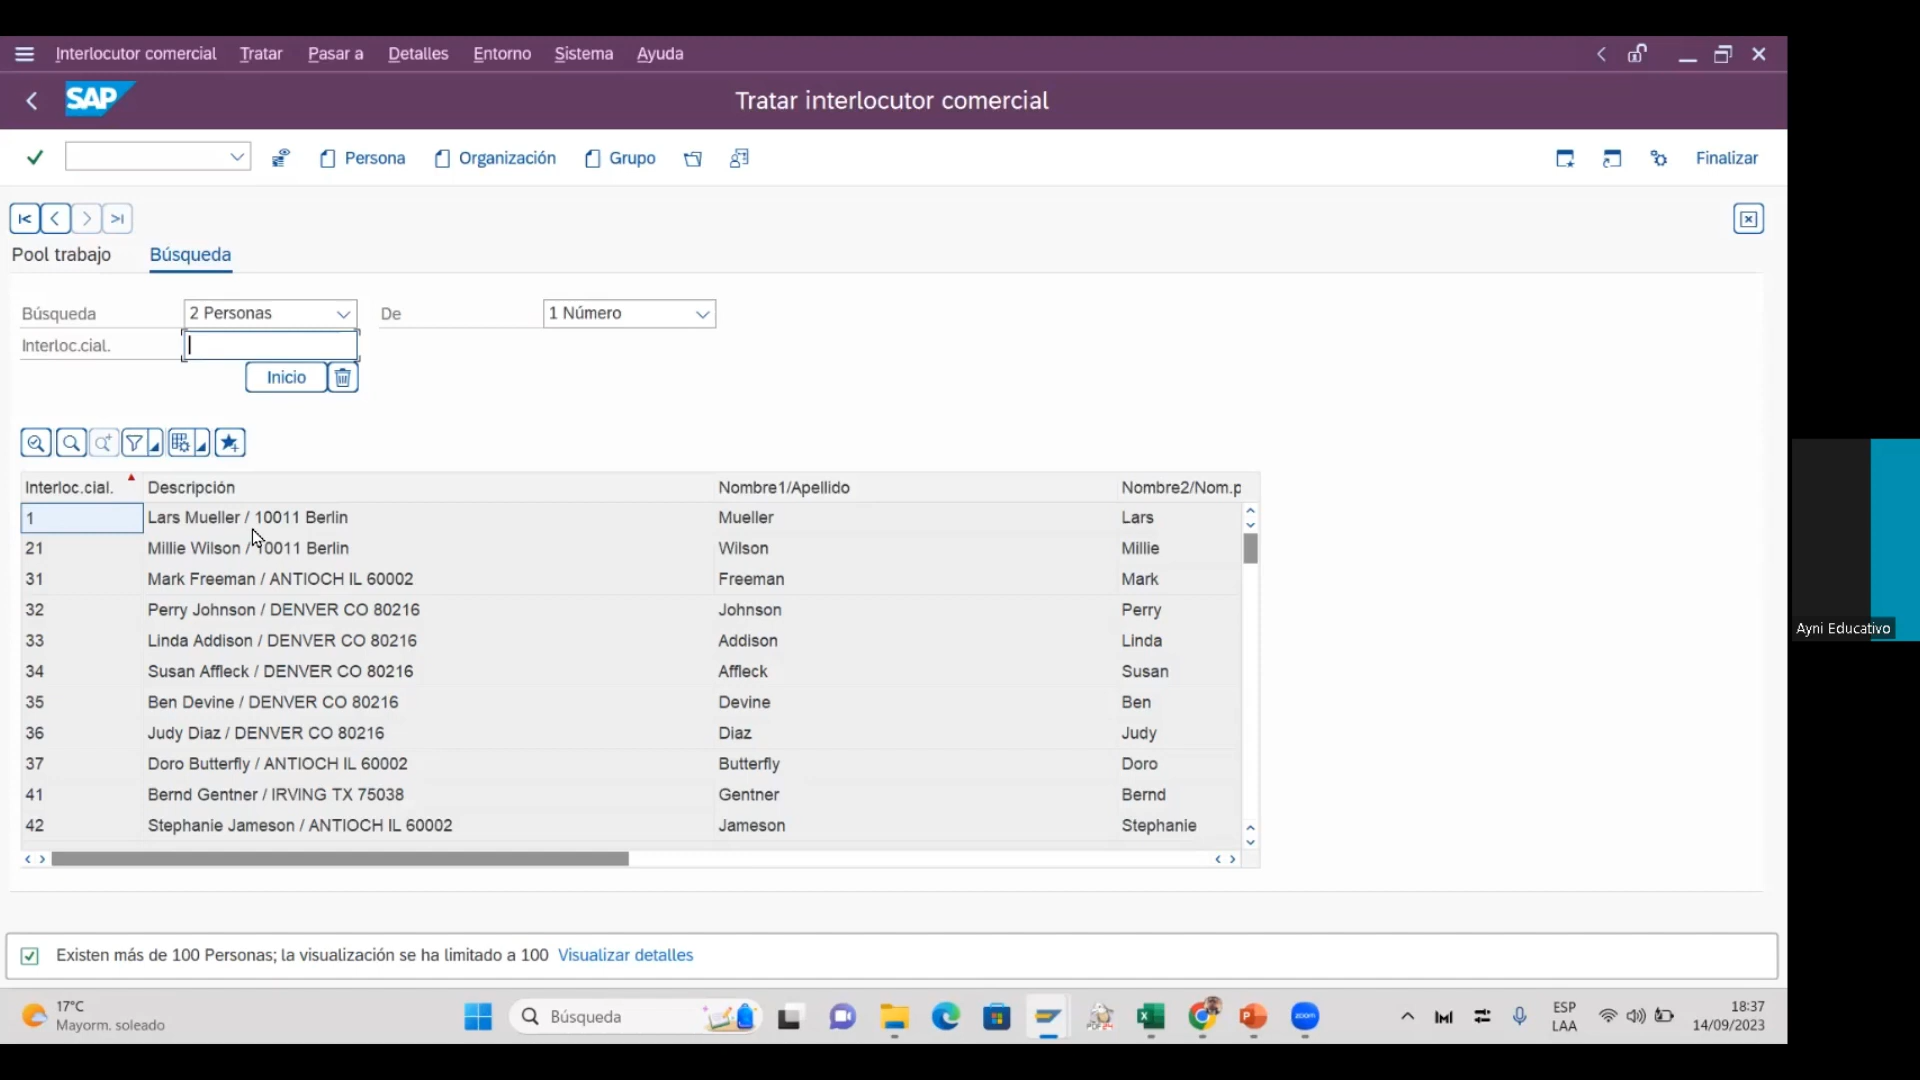 Interlocutor comercial Tratar Pasar a Detalles Entorno Sistema Ayuda
SAP Tratar interlocutor comercial
Persona Organización Grupo Finalizar
Pool trabajo Búsqueda
Búsqueda 2 Personas De 1 Número
Interloc.cial.
Inicio
Interloc.cial. Descripción Nombre1/Apellido Nombre2/Nom.p
1 Lars Mueller / 10011 Berlin Mueller Lars
21 Millie Wilson / 10011 Berlin Wilson Millie
31 Mark Freeman / ANTIOCH IL 60002 Freeman Mark
32 Perry Johnson / DENVER CO 80216 Johnson Perry
33 Linda Addison / DENVER CO 80216 Addison Linda
Ayni Educativo
34 Susan Affleck / DENVER CO 80216 Affleck Susan
35 Ben Devine / DENVER CO 80216 Devine Ben
36 Judy Diaz / DENVER CO 80216 Diaz Judy
37 Doro Butterfly / ANTIOCH IL 60002 Butterfly Doro
41 Bernd Gentner / IRVING TX 75038 Gentner Bernd
42 Stephanie Jameson / ANTIOCH IL 60002 Jameson Stephanie
Existen más de 100 Personas; la visualización se ha limitado a 100 Visualizar detalles
17°C
Mayorm. soleado
Búsqueda
zoom
ESP
LAA
18:37
14/09/2023